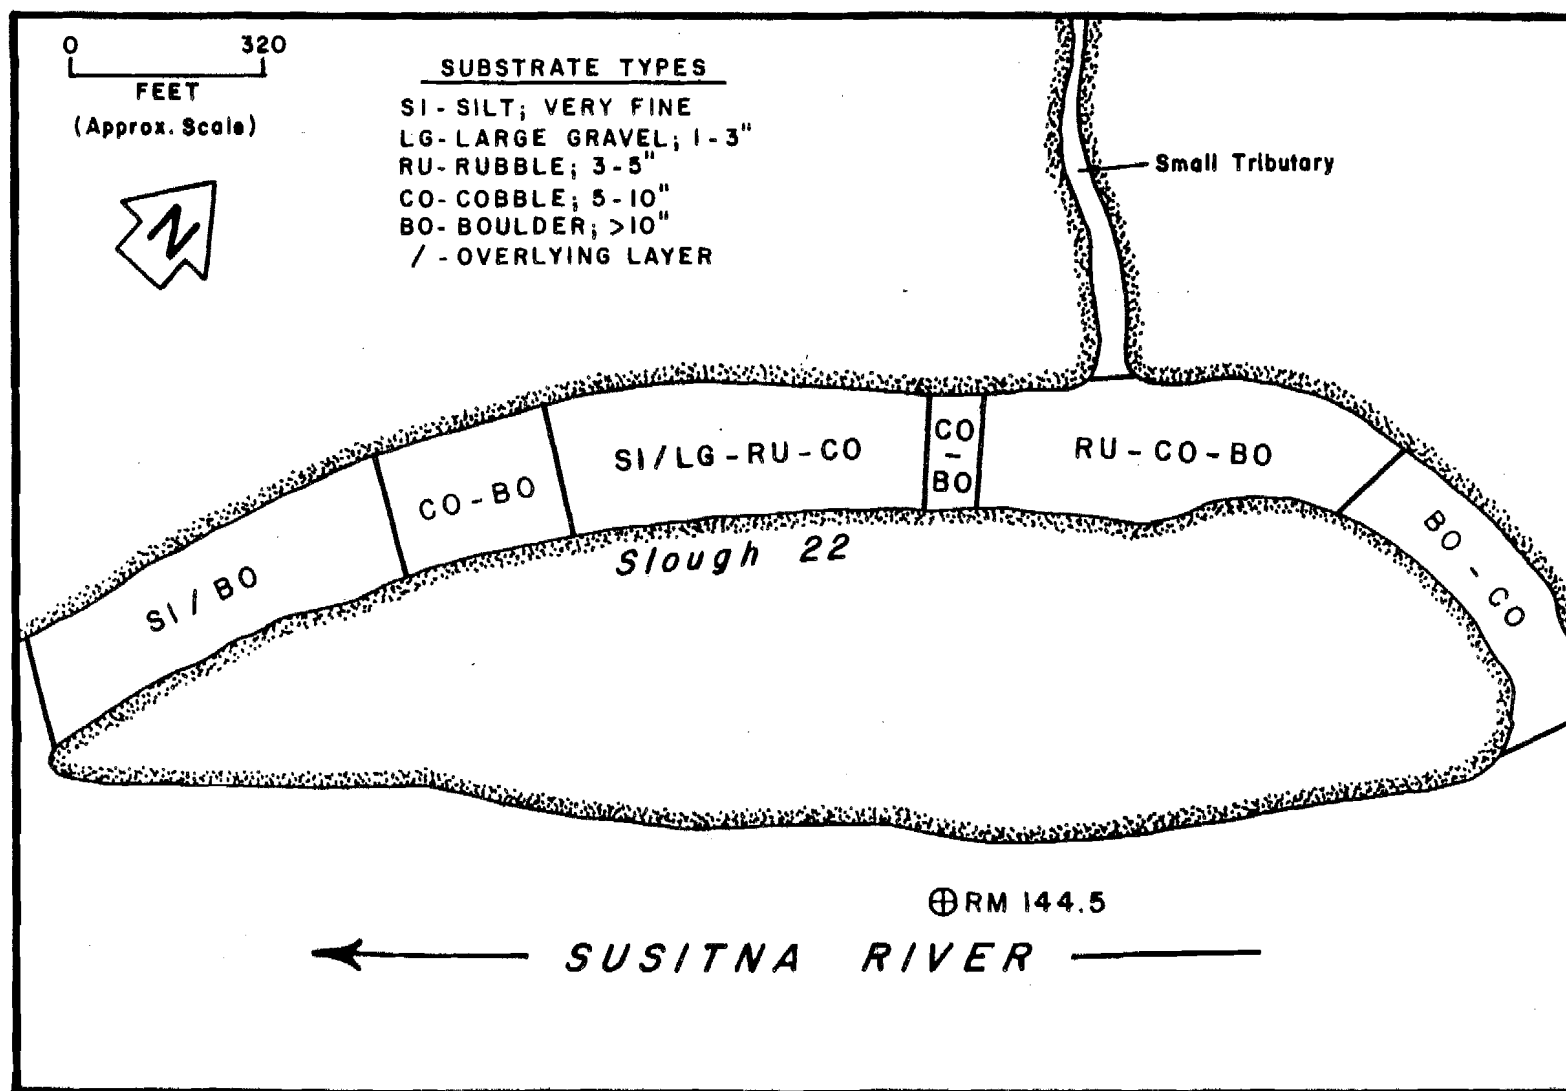 0 320
FEET
(Approx. Scale)
N
SUBSTRATE TYPES
SI - SILT; VERY FINE
LG- LARGE GRAVEL; 1-3"
RU- RUBBLE; 3-5"
CO- COBBLE; 5-10"
BO- BOULDER; >10"
/ - OVERLYING LAYER
Small Tributary
SI/BO
CO-BO
SI/LG-RU-CO
CO
-
BO
RU-CO-BO
BO-CO
Slough 22
RM 144.5
SUSITNA RIVER